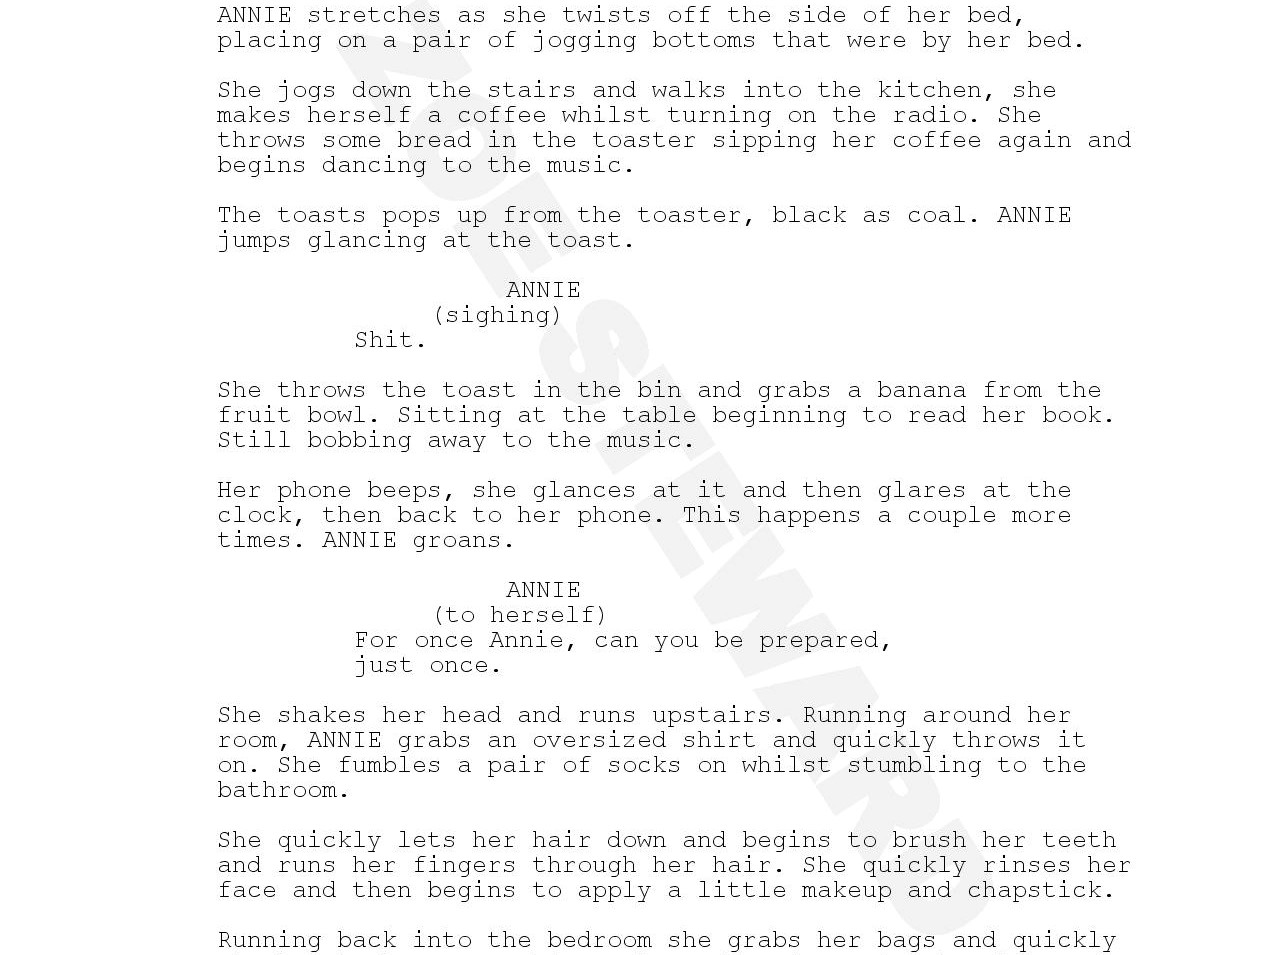 ANNIE stretches as she twists off the side of her bed,
placing on a pair of jogging bottoms that were by her bed.
She jogs down the stairs and walks into the kitchen, she
makes herself a coffee whilst turning on the radio. She
throws some bread in the toaster sipping her coffee again and
begins dancing to the music.
The toasts pops up from the toaster, black as coal. ANNIE
jumps glancing at the toast.
ANNIE
(sighing)
Shit.
She throws the toast in the bin and grabs a banana from the
fruit bowl. Sitting at the table beginning to read her book.
Still bobbing away to the music.
Her phone beeps, she glances at it and then glares at the
clock, then back to her phone. This happens a couple more
times. ANNIE groans.
ANNIE
(to herself)
For once Annie, can you be prepared,
just once.
She shakes her head and runs upstairs. Running around her
room, ANNIE grabs an oversized shirt and quickly throws it
on. She fumbles a pair of socks on whilst stumbling to the
bathroom.
She quickly lets her hair down and begins to brush her teeth
and runs her fingers through her hair. She quickly rinses her
face and then begins to apply a little makeup and chapstick.
Running back into the bedroom she grabs her bags and quickly
ZOE STEWARD